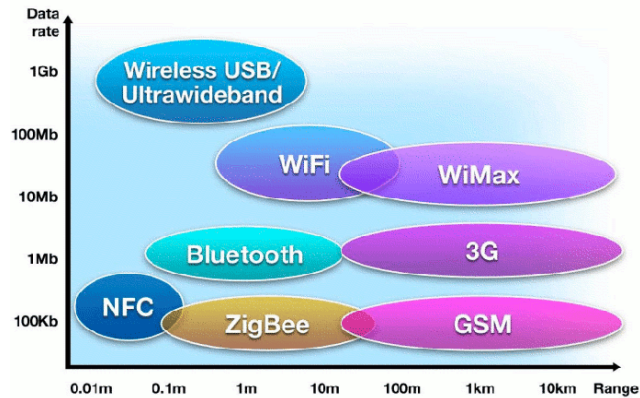 Data
rate
1Gb
Wireless USB/
Ultrawideband
100Mb
WiFi
WiMax
10Mb
Bluetooth
3G
1Mb
NFC
ZigBee
GSM
100Kb
0.01m 0.1m 1m 10m 100m 1km 10km Range